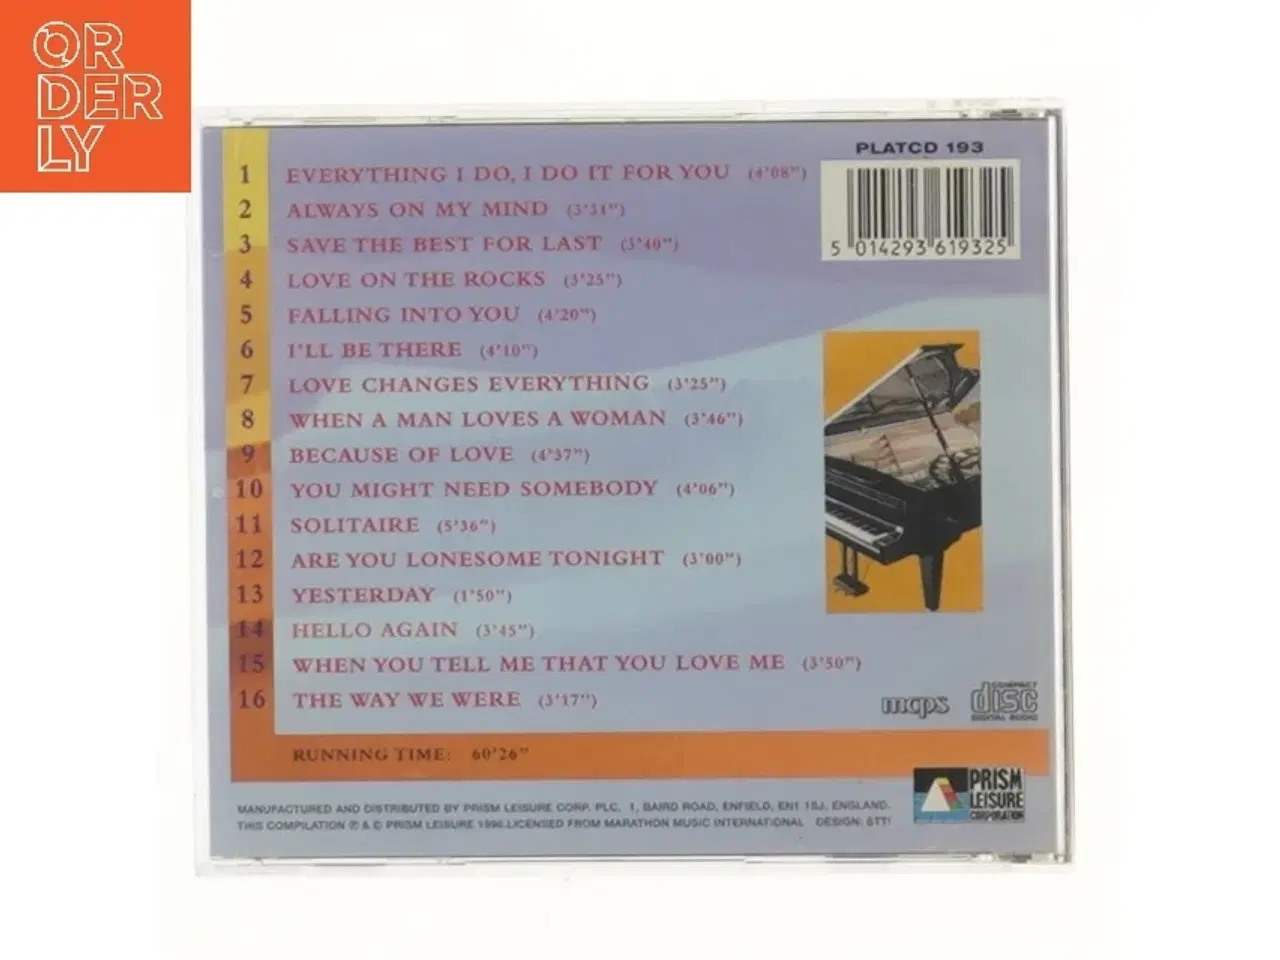 ORDERLY
PLATCD 193
5 014293 619325
1 EVERYTHING I DO, I DO IT FOR YOU (4'08")
2 ALWAYS ON MY MIND (3'31")
3 SAVE THE BEST FOR LAST (3'40")
4 LOVE ON THE ROCKS (3'25")
5 FALLING INTO YOU (4'20")
6 I'LL BE THERE (4'10")
7 LOVE CHANGES EVERYTHING (3'25")
8 WHEN A MAN LOVES A WOMAN (3'46")
9 BECAUSE OF LOVE (4'37")
10 YOU MIGHT NEED SOMEBODY (4'06")
11 SOLITAIRE (5'36")
12 ARE YOU LONESOME TONIGHT (3'00")
13 YESTERDAY (1'50")
14 HELLO AGAIN (3'45")
15 WHEN YOU TELL ME THAT YOU LOVE ME (3'50")
16 THE WAY WE WERE (3'17")
mcps
COMPACT
disc
DIGITAL AUDIO
RUNNING TIME: 60'26"
PRISM
LEISURE
CORPORATION
MANUFACTURED AND DISTRIBUTED BY PRISM LEISURE CORP. PLC, 1, BAIRD ROAD, ENFIELD, EN1 1SJ, ENGLAND.
THIS COMPILATION ℗ & © PRISM LEISURE 1996. LICENSED FROM MARATHON MUSIC INTERNATIONAL DESIGN: